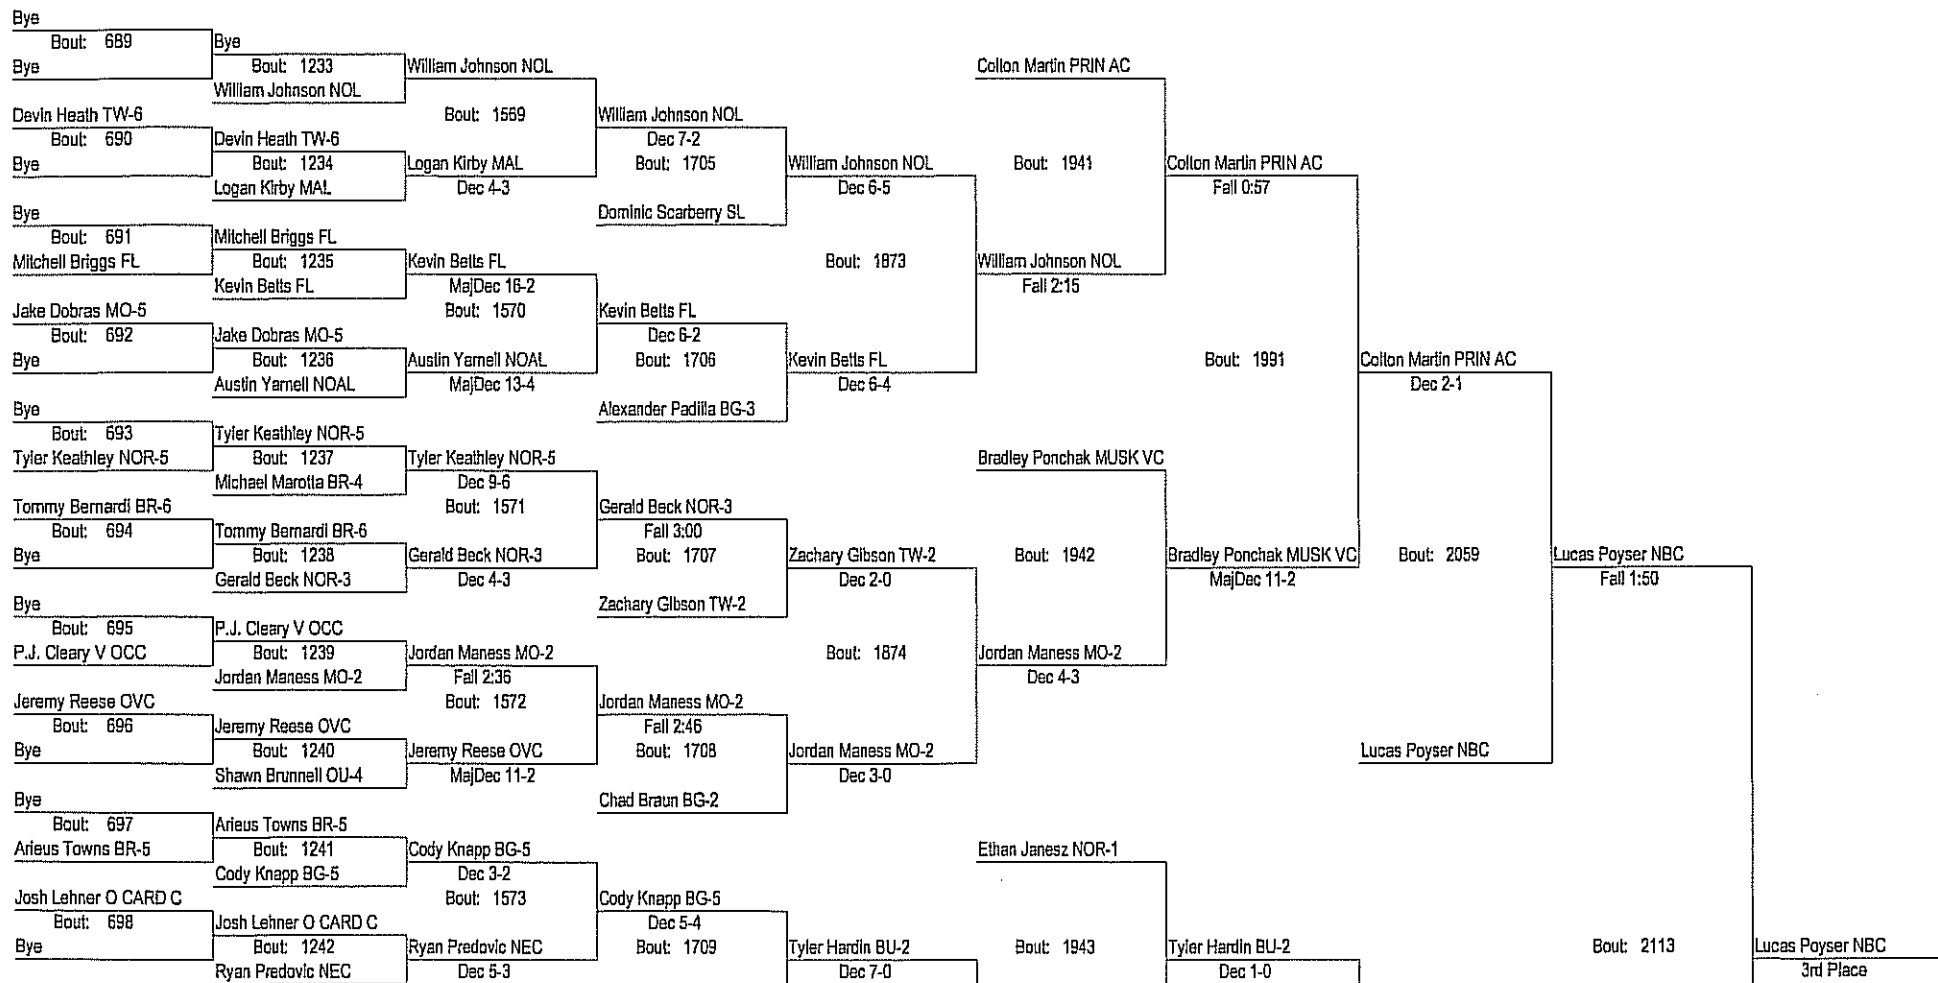 Bye
Bout: 689
Bye
Bye
Bout: 1233
William Johnson NOL
William Johnson NOL
Colton Martin PRIN AC
Devin Heath TW-6
Bout: 690
Bye
Devin Heath TW-6
Bout: 1234
Logan Kirby MAL
Bout: 1569
Logan Kirby MAL
Dec 4-3
William Johnson NOL
Dec 7-2
Bout: 1705
Dominic Scarberry SL
William Johnson NOL
Dec 6-5
Bout: 1941
Colton Martin PRIN AC
Fall 0:57
Bye
Bout: 691
Mitchell Briggs FL
Mitchell Briggs FL
Bout: 1235
Kevin Betts FL
Kevin Betts FL
MajDec 16-2
Bout: 1570
Bout: 1873
William Johnson NOL
Fall 2:15
Jake Dobras MO-5
Bout: 692
Bye
Jake Dobras MO-5
Bout: 1236
Austin Yarnell NOAL
Austin Yarnell NOAL
MajDec 13-4
Kevin Betts FL
Dec 6-2
Bout: 1706
Alexander Padilla BG-3
Kevin Betts FL
Dec 6-4
Bout: 1991
Colton Martin PRIN AC
Dec 2-1
Bye
Bout: 693
Tyler Keathley NOR-5
Tyler Keathley NOR-5
Bout: 1237
Michael Marotta BR-4
Tyler Keathley NOR-5
Dec 9-6
Bout: 1571
Bradley Ponchak MUSK VC
Tommy Bernardi BR-6
Bout: 694
Bye
Tommy Bernardi BR-6
Bout: 1238
Gerald Beck NOR-3
Gerald Beck NOR-3
Dec 4-3
Gerald Beck NOR-3
Fall 3:00
Bout: 1707
Zachary Gibson TW-2
Zachary Gibson TW-2
Dec 2-0
Bout: 1942
Bradley Ponchak MUSK VC
MajDec 11-2
Bout: 2059
Lucas Poyser NBC
Fall 1:50
Bye
Bout: 695
P.J. Cleary V OCC
P.J. Cleary V OCC
Bout: 1239
Jordan Maness MO-2
Jordan Maness MO-2
Fall 2:36
Bout: 1572
Bout: 1874
Jordan Maness MO-2
Dec 4-3
Jeremy Reese OVC
Bout: 696
Bye
Jeremy Reese OVC
Bout: 1240
Shawn Brunnell OU-4
Jeremy Reese OVC
MajDec 11-2
Jordan Maness MO-2
Fall 2:46
Bout: 1708
Chad Braun BG-2
Jordan Maness MO-2
Dec 3-0
Lucas Poyser NBC
Bye
Bout: 697
Arieus Towns BR-5
Arieus Towns BR-5
Bout: 1241
Cody Knapp BG-5
Cody Knapp BG-5
Dec 3-2
Bout: 1573
Ethan Janesz NOR-1
Josh Lehner O CARD C
Bout: 698
Bye
Josh Lehner O CARD C
Bout: 1242
Ryan Predovic NEC
Ryan Predovic NEC
Dec 5-3
Cody Knapp BG-5
Dec 5-4
Bout: 1709
Tyler Hardin BU-2
Dec 7-0
Bout: 1943
Tyler Hardin BU-2
Dec 1-0
Bout: 2113
Lucas Poyser NBC
3rd Place